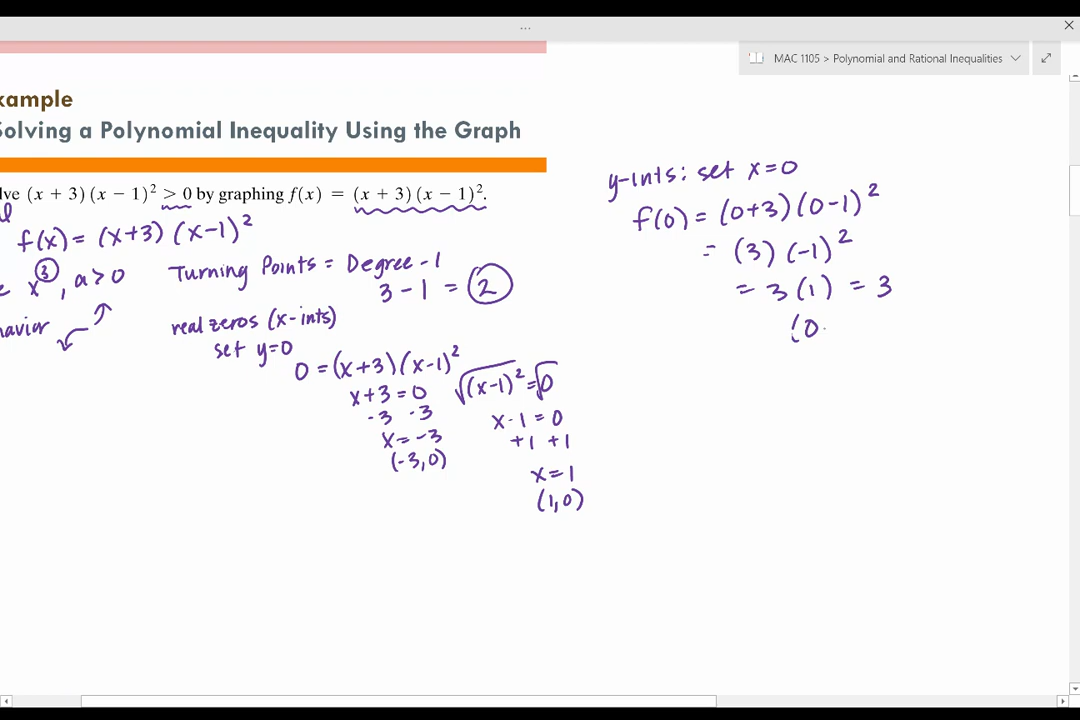 MAC 1105 > Polynomial and Rational Inequalities
xample
Solving a Polynomial Inequality Using the Graph
lve (x + 3)(x − 1)² > 0 by graphing f(x) = (x + 3)(x − 1)².
f(x) = (x+3) (x-1)²
x³, a>0
havior
Turning Points = Degree -1
3 - 1 = 2
real zeros (x-ints)
set y=0
0 = (x+3)(x-1)²
x+3 = 0
-3 -3
x = -3
(-3,0)
√(x-1)² = √0
x-1 = 0
+1 +1
x = 1
(1,0)
y-ints: set x=0
f(0) = (0+3)(0-1)²
= (3)(-1)²
= 3(1) = 3
(0